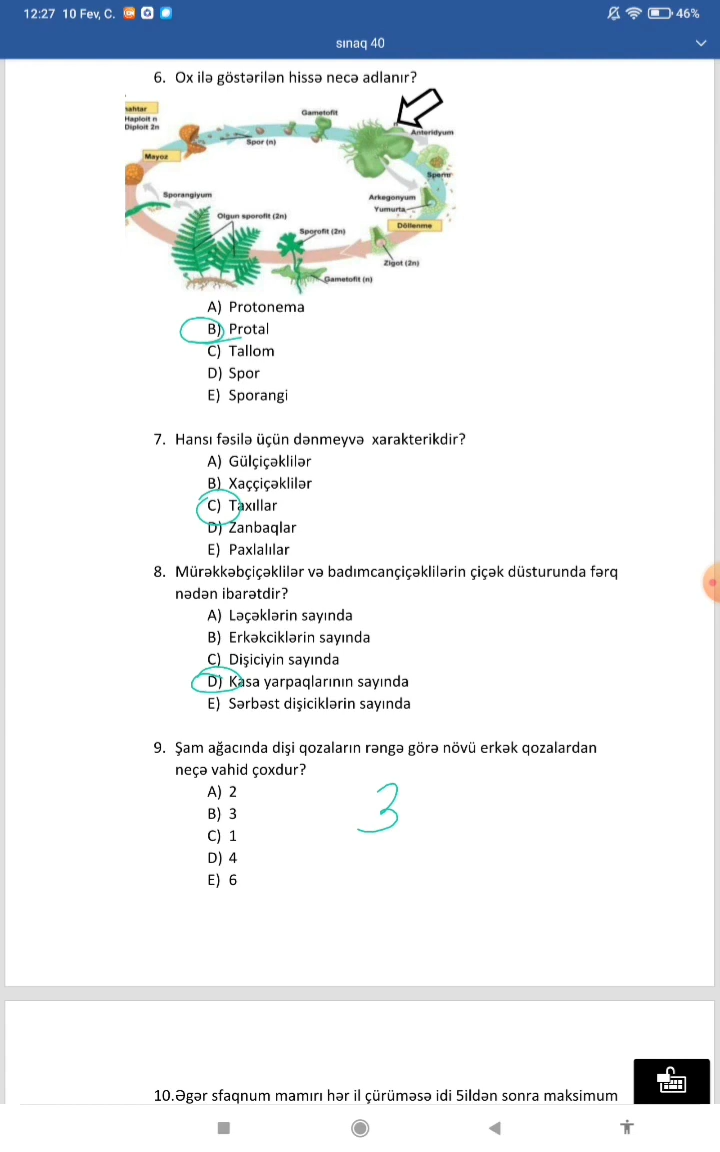 12:27 10 Fev, C. 46%
sınaq 40
6. Ox ilə göstərilən hissə necə adlanır?
Gametofit
Haploit n
Diploit 2n
Anteridyum
Spor (n)
Mayoz
Sperm
Sporangiyum
Arkegonyum
Yumurta
Olgun sporofit (2n)
Döllenme
Sporofit (2n)
Zigot (2n)
Gametofit (n)
A) Protonema
B) Protal
C) Tallom
D) Spor
E) Sporangi
7. Hansı fəsilə üçün dənmeyvə xarakterikdir?
A) Gülçiçəklilər
B) Xaççiçəklilər
C) Taxıllar
D) Zanbaqlar
E) Paxlalılar
8. Mürəkkəbçiçəklilər və badımcançiçəklilərin çiçək düsturunda fərq
nədən ibarətdir?
A) Ləçəklərin sayında
B) Erkəkciklərin sayında
C) Dişiciyin sayında
D) Kasa yarpaqlarının sayında
E) Sərbəst dişiciklərin sayında
9. Şam ağacında dişi qozaların rəngə görə növü erkək qozalardan
neçə vahid çoxdur?
A) 2
B) 3
C) 1
D) 4
E) 6
3
10.Əgər sfaqnum mamırı hər il çürüməsə idi 5ildən sonra maksimum